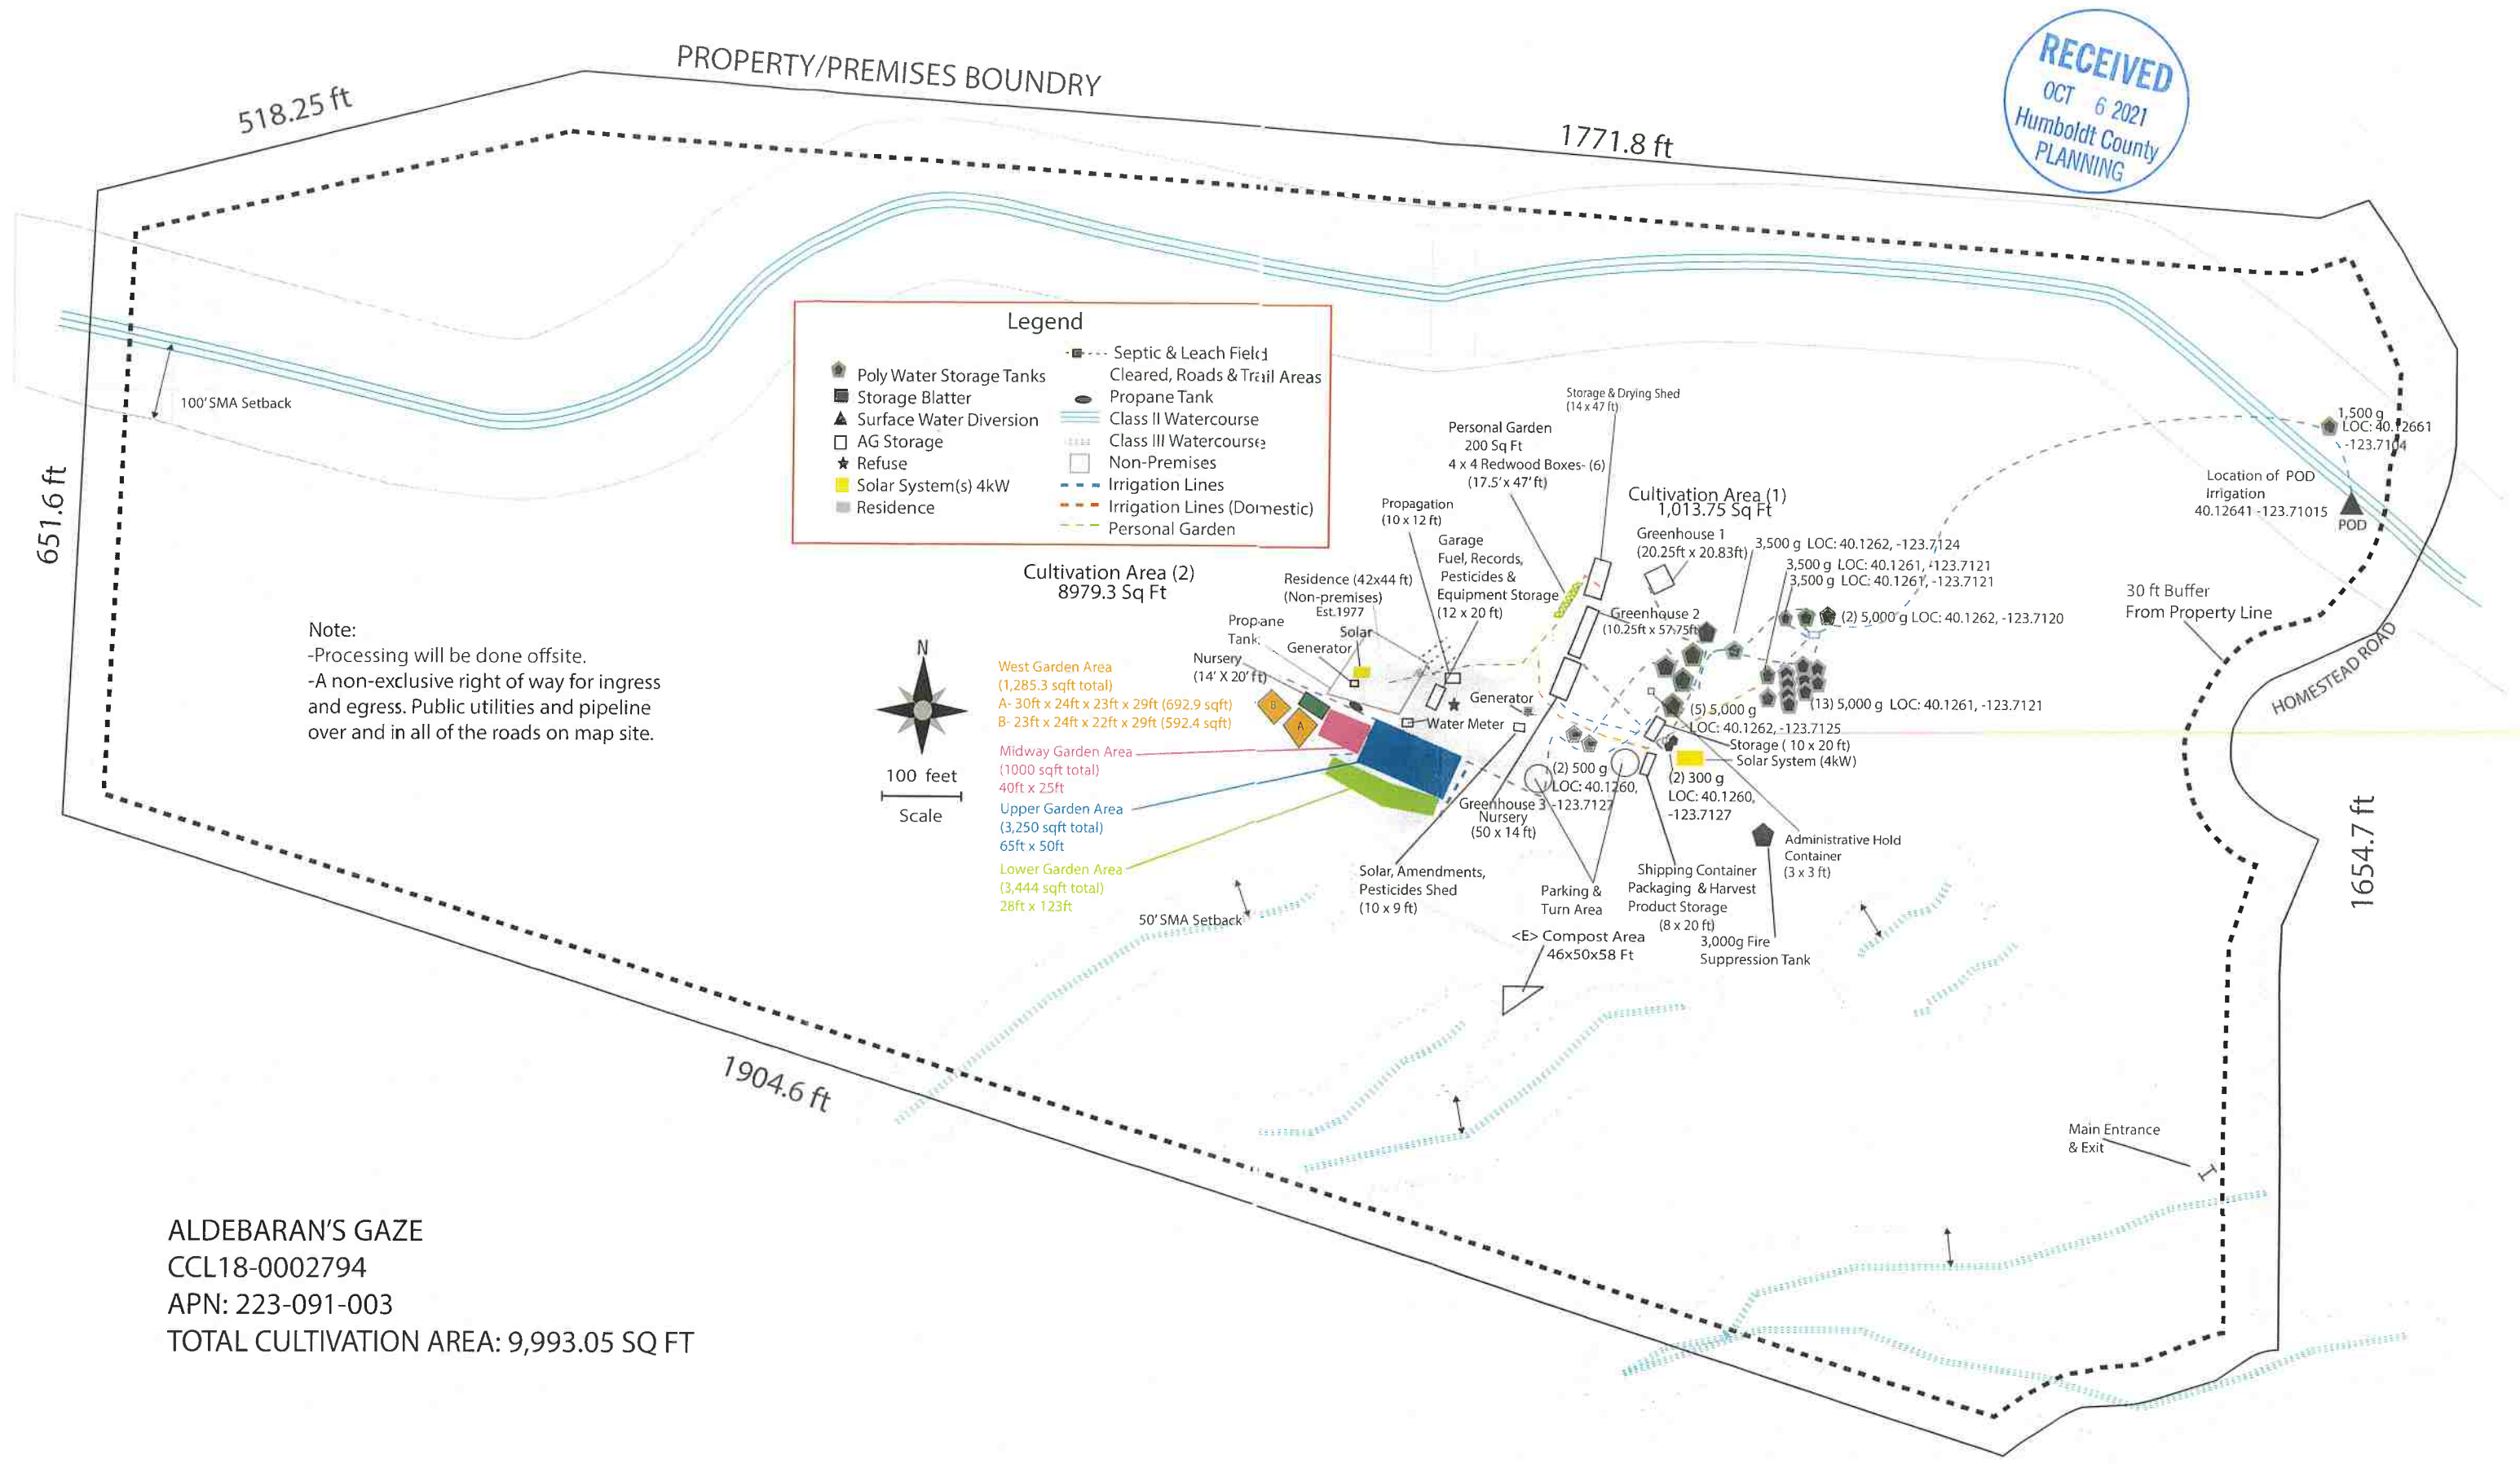 PROPERTY/PREMISES BOUNDRY
518.25 ft
1771.8 ft
RECEIVED
OCT 6 2021
Humboldt County
PLANNING
651.6 ft
100' SMA Setback
Legend
Poly Water Storage Tanks
Storage Blatter
Surface Water Diversion
AG Storage
Refuse
Solar System(s) 4kW
Residence
Septic & Leach Field
Cleared, Roads & Trail Areas
Propane Tank
Class II Watercourse
Class III Watercourse
Non-Premises
Irrigation Lines
Irrigation Lines (Domestic)
Personal Garden
Storage & Drying Shed
(14 x 47 ft)
Personal Garden
200 Sq Ft
4 x 4 Redwood Boxes- (6)
(17.5' x 47' ft)
Propagation
(10 x 12 ft)
Garage
Fuel, Records,
Pesticides &
Equipment Storage
(12 x 20 ft)
Cultivation Area (1)
1,013.75 Sq Ft
Greenhouse 1
(20.25ft x 20.83ft)
3,500 g LOC: 40.1262, -123.7124
3,500 g LOC: 40.1261, -123.7121
3,500 g LOC: 40.1261, -123.7121
(2) 5,000 g LOC: 40.1262, -123.7120
1,500 g
LOC: 40.12661
-123.7104
Location of POD
Irrigation
40.12641 -123.71015
POD
30 ft Buffer
From Property Line
HOMESTEAD ROAD
Cultivation Area (2)
8979.3 Sq Ft
Residence (42x44 ft)
(Non-premises)
Est.1977
Propane
Tank
Solar
Generator
Nursery
(14' X 20' ft)
Greenhouse 2
(10.25ft x 57.75ft)
Generator
Water Meter
(13) 5,000 g LOC: 40.1261, -123.7121
(5) 5,000 g
LOC: 40.1262, -123.7125
Storage ( 10 x 20 ft)
Solar System (4kW)
Note:
-Processing will be done offsite.
-A non-exclusive right of way for ingress
and egress. Public utilities and pipeline
over and in all of the roads on map site.
N
100 feet
Scale
West Garden Area
(1,285.3 sqft total)
A- 30ft x 24ft x 23ft x 29ft (692.9 sqft)
B- 23ft x 24ft x 22ft x 29ft (592.4 sqft)
B
A
Midway Garden Area
(1000 sqft total)
40ft x 25ft
Upper Garden Area
(3,250 sqft total)
65ft x 50ft
Lower Garden Area
(3,444 sqft total)
28ft x 123ft
(2) 500 g
LOC: 40.1260,
-123.7127
(2) 300 g
LOC: 40.1260,
-123.7127
Greenhouse 3
Nursery
(50 x 14 ft)
Administrative Hold
Container
(3 x 3 ft)
Solar, Amendments,
Pesticides Shed
(10 x 9 ft)
Parking &
Turn Area
Shipping Container
Packaging & Harvest
Product Storage
(8 x 20 ft)
50' SMA Setback
<E> Compost Area
46x50x58 Ft
3,000g Fire
Suppression Tank
1654.7 ft
1904.6 ft
Main Entrance
& Exit
ALDEBARAN'S GAZE
CCL18-0002794
APN: 223-091-003
TOTAL CULTIVATION AREA: 9,993.05 SQ FT